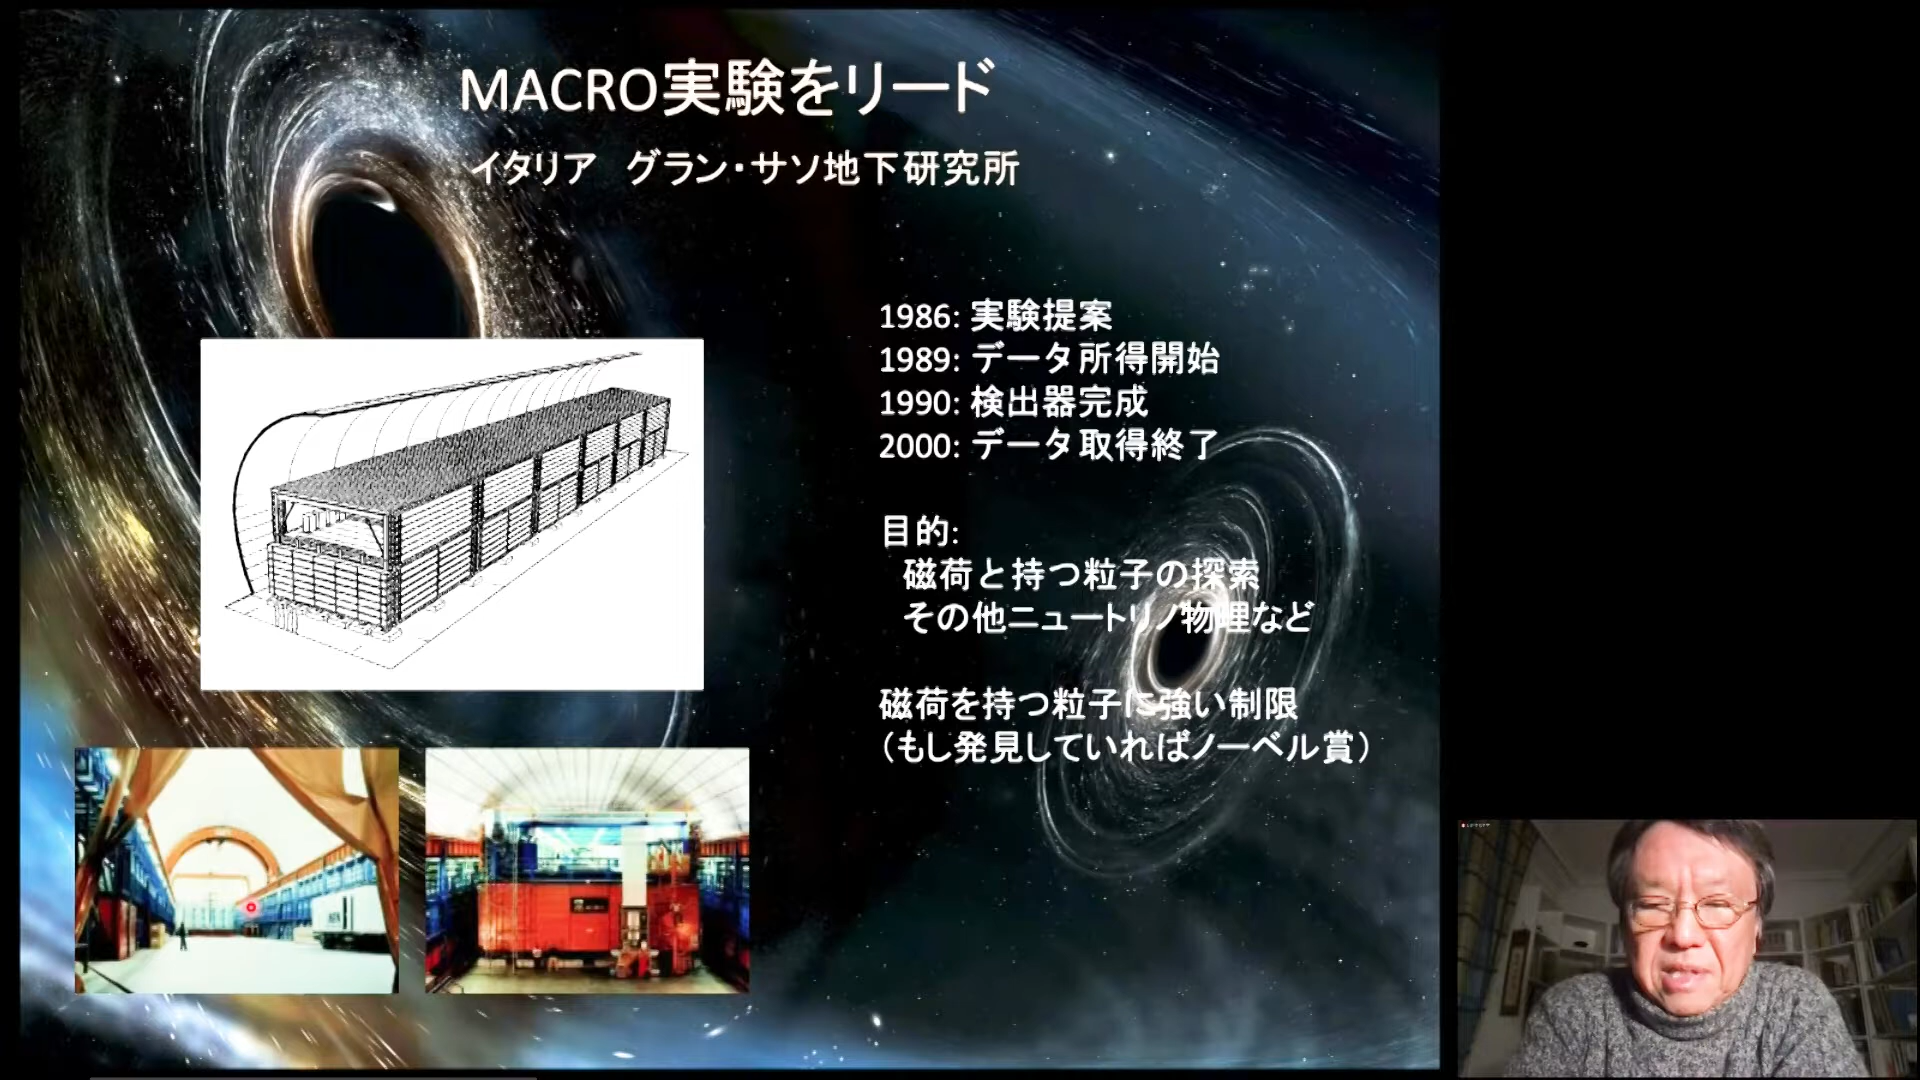 MACRO実験をリード
イタリア　グラン・サソ地下研究所
1986: 実験提案
1989: データ所得開始
1990: 検出器完成
2000: データ取得終了
目的:
磁荷と持つ粒子の探索
その他ニュートリノ物理など
磁荷を持つ粒子に強い制限
（もし発見していればノーベル賞）